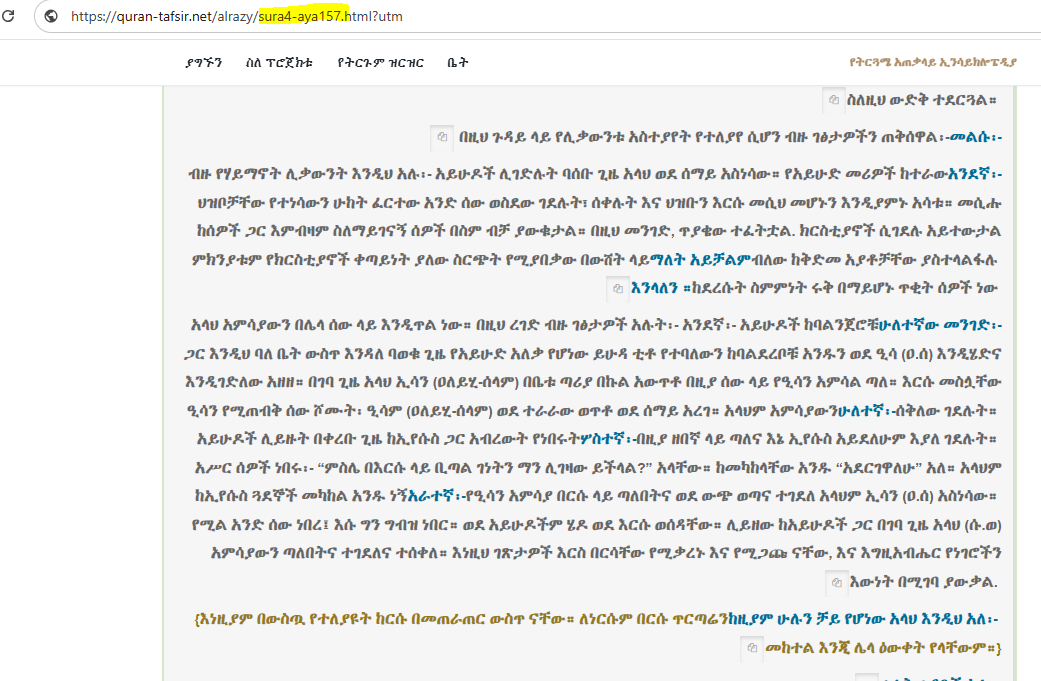 https://quran-tafsir.net/alrazy/sura4-aya157.html?utm
ያግኙን ስለ ፕሮጀክቱ የትርጉም ዝርዝር ቤት
የትርጓሜ አጠቃላይ ኢንሳይክሎፔዲያ
ስለዚህ ውድቅ ተደርጓል።
በዚህ ጉዳይ ላይ የሊቃውንቱ አስተያየት የተለያየ ሲሆን ብዙ ገፅታዎችን ጠቅሰዋል፡-መልሱ፡-
ብዙ የሃይማኖት ሊቃውንት እንዲህ አሉ፡- አይሁዶች ሊገድሉት ባሰቡ ጊዜ አላህ ወደ ሰማይ አስነሳው። የአይሁድ መሪዎች ከተራውአንደኛ፡-
ህዝቦቻቸው የተነሳውን ሁከት ፈርተው አንድ ሰው ወስደው ገደሉት፣ ሰቀሉት እና ህዝቡን እርሱ መሲህ መሆኑን እንዲያምኑ አሳቱ። መሲሑ
ከሰዎች ጋር እምብዛም ስለማይገናኝ ሰዎች በስም ብቻ ያውቁታል። በዚህ መንገድ, ጥያቄው ተፈትቷል. ክርስቲያኖች ሲገደሉ አይተውታል
ምክንያቱም የክርስቲያኖች ቀጣይነት ያለው ስርጭት የሚያበቃው በውሸት ላይማለት አይቻልምብለው ከቅድመ አያቶቻቸው ያስተላልፋሉ
እንላለን ።ከደረሱት ስምምነት ሩቅ በማይሆኑ ጥቂት ሰዎች ነው
አላህ አምሳያውን በሌላ ሰው ላይ እንዲጥል ነው። በዚህ ረገድ ብዙ ገፅታዎች አሉት፡- አንደኛ፡- አይሁዶች ከባልንጀሮቹሁለተኛው መንገድ፡-
ጋር እንዲህ ባለ ቤት ውስጥ እንዳለ ባወቁ ጊዜ የአይሁድ አለቃ የሆነው ይሁዳ ቲቶ የተባለውን ከባልደረቦቹ አንዱን ወደ ዒሳ (ዐ.ሰ) እንዲሄድና
እንዲገድለው አዘዘ። በገባ ጊዜ አላህ ኢሳን (ዐለይሂ-ሰላም) በቤቱ ጣሪያ በኩል አውጥቶ በዚያ ሰው ላይ የዒሳን አምሳል ጣለ። እርሱ መስሏቸው
ዒሳን የሚጠብቅ ሰው ሾሙት፣ ዒሳም (ዐለይሂ-ሰላም) ወደ ተራራው ወጥቶ ወደ ሰማይ አረገ። አላህም አምሳያውንሁለተኛ፡-ሰቅለው ገደሉት።
አይሁዶች ሊይዙት በቀረቡ ጊዜ ከኢየሱስ ጋር አብረውት የነበሩትሦስተኛ፡-በዚያ ዘበኛ ላይ ጣለና እኔ ኢየሱስ አይደለሁም እያለ ገደሉት።
አሥር ሰዎች ነበሩ፡- “ምስሌ በእርሱ ላይ ቢጣል ገነትን ማን ሊገዛው ይችላል?” አላቸው። ከመካከላቸው አንዱ “አደርገዋለሁ” አለ። አላህም
ከኢየሱስ ጓደኞች መካከል አንዱ ነኝአራተኛ፡-የዒሳን አምሳያ በርሱ ላይ ጣለበትና ወደ ውጭ ወጣና ተገደለ አላህም ኢሳን (ዐ.ሰ) አስነሳው።
የሚል አንድ ሰው ነበረ፤ እሱ ግን ግብዝ ነበር። ወደ አይሁዶችም ሄዶ ወደ እርሱ ወሰዳቸው። ሊይዘው ከአይሁዶች ጋር በገባ ጊዜ አላህ (ሱ.ወ)
አምሳያውን ጣለበትና ተገደለና ተሰቀለ። እነዚህ ገጽታዎች እርስ በርሳቸው የሚቃረኑ እና የሚጋጩ ናቸው, እና እግዚአብሔር የነገሮችን
እውነት በሚገባ ያውቃል.
{እነዚያም በውስጧ የተለያዩት ከርሱ በመጠራጠር ውስጥ ናቸው። ለነርሱም በርሱ ጥርጣሬንከዚያም ሁሉን ቻይ የሆነው አላህ እንዲህ አለ፡-
መከተል እንጂ ሌላ ዕውቀት የላቸውም።}